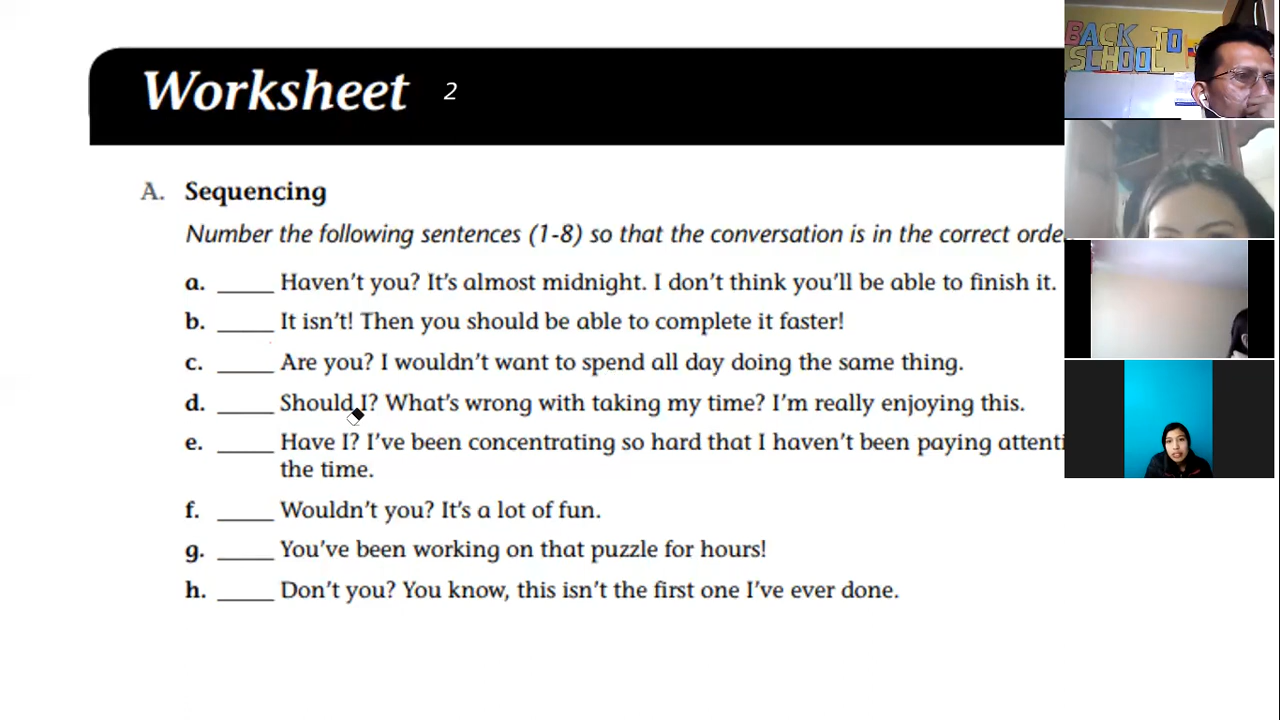 Worksheet 2
A. Sequencing
Number the following sentences (1-8) so that the conversation is in the correct
a. _____ Haven't you? It's almost midnight. I don't think you'll be able to finish it.
b. _____ It isn't! Then you should be able to complete it faster!
c. _____ Are you? I wouldn't want to spend all day doing the same thing.
d. _____ Should I? What's wrong with taking my time? I'm really enjoying this.
e. _____ Have I? I've been concentrating so hard that I haven't been paying
the time.
f. _____ Wouldn't you? It's a lot of fun.
g. _____ You've been working on that puzzle for hours!
h. _____ Don't you? You know, this isn't the first one I've ever done.
BACK TO
SCHOOL